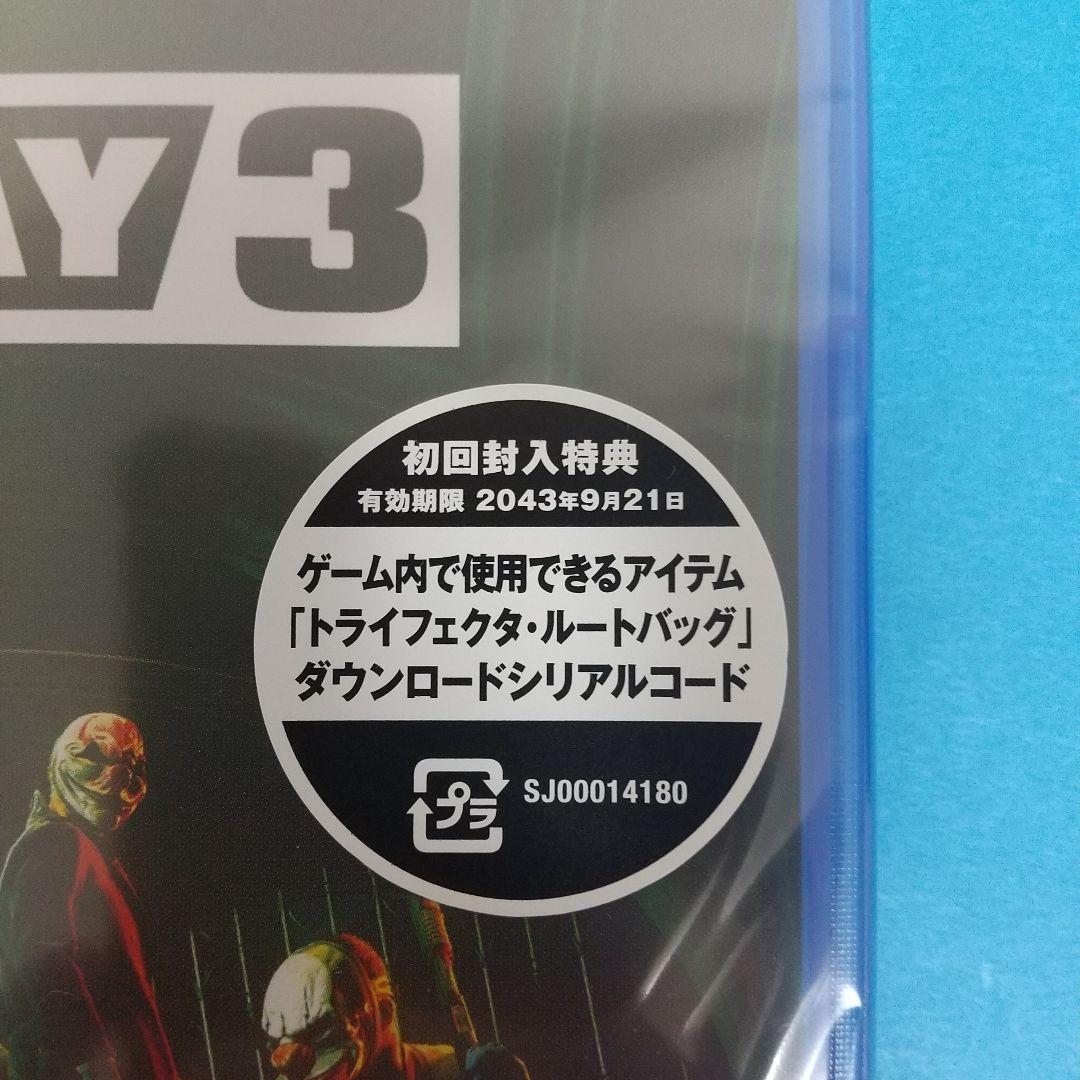 AY 3
初回封入特典
有効期限 2043年9月21日
ゲーム内で使用できるアイテム
「トライフェクタ・ルートバッグ」
ダウンロードシリアルコード
プラ
SJ00014180